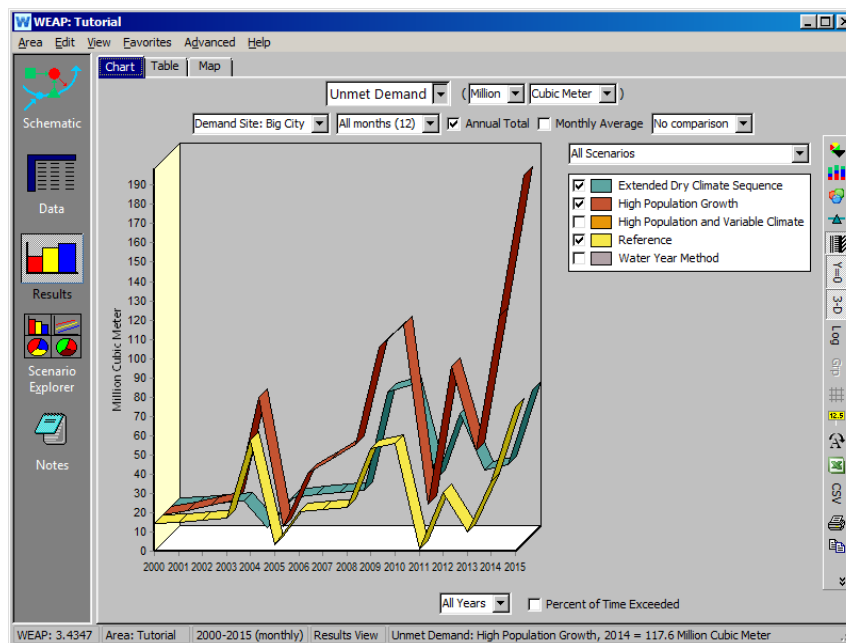 WEAP: Tutorial
Area Edit View Favorites Advanced Help
Chart Table Map
Unmet Demand ( Million Cubic Meter )
Demand Site: Big City All months (12) Annual Total Monthly Average No comparison
Schematic
Data
Results
Scenario
Explorer
Notes
All Scenarios
Extended Dry Climate Sequence
High Population Growth
High Population and Variable Climate
Reference
Water Year Method
Million Cubic Meter
190
180
170
160
150
140
130
120
110
100
90
80
70
60
50
40
30
20
10
0
2000 2001 2002 2003 2004 2005 2006 2007 2008 2009 2010 2011 2012 2013 2014 2015
Y=0
3-D
Log
Grp
12.5
CSV
All Years Percent of Time Exceeded
WEAP: 3.4347 Area: Tutorial 2000-2015 (monthly) Results View Unmet Demand: High Population Growth, 2014 = 117.6 Million Cubic Meter